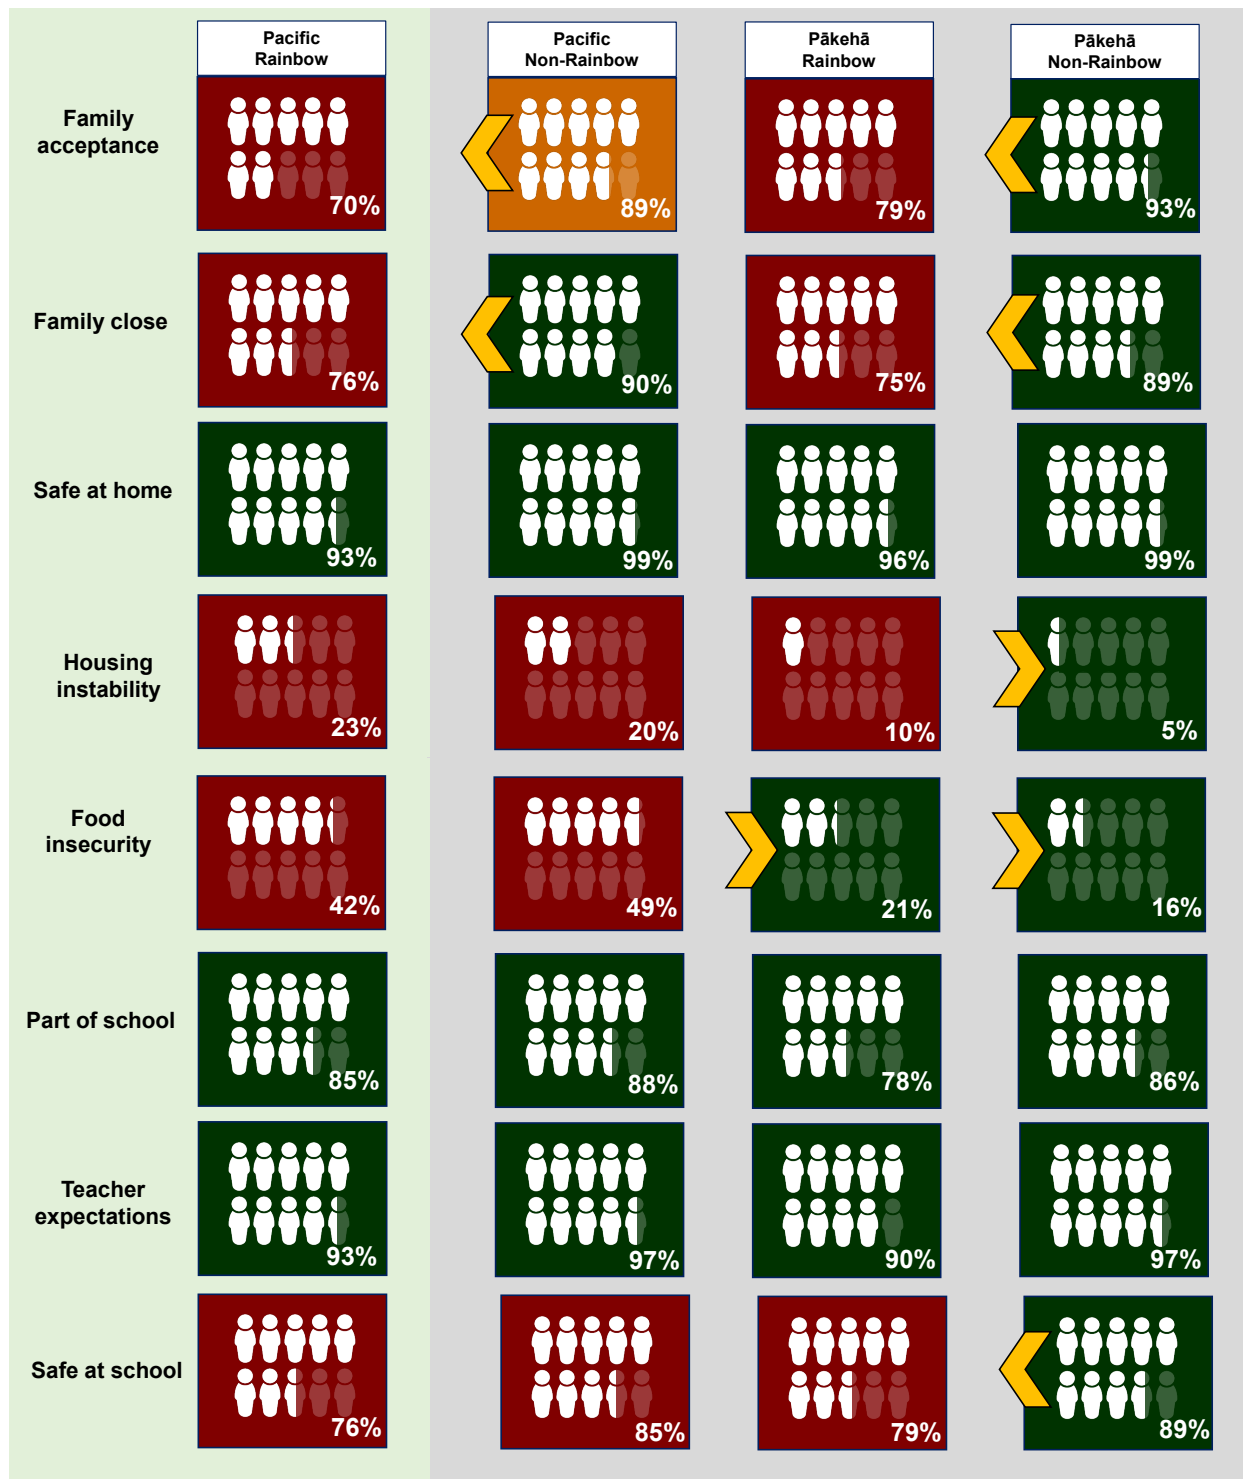 Pacific
Rainbow
Pacific
Non-Rainbow
Pākehā
Rainbow
Pākehā
Non-Rainbow
Family
acceptance
70%
89%
79%
93%
Family close
76%
90%
75%
89%
Safe at home
93%
99%
96%
99%
Housing
instability
23%
20%
10%
5%
Food
insecurity
42%
49%
21%
16%
Part of school
85%
88%
78%
86%
Teacher
expectations
93%
97%
90%
97%
Safe at school
76%
85%
79%
89%